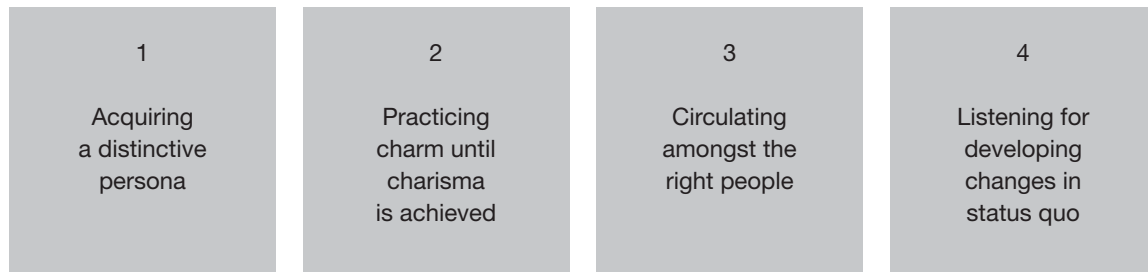 1
Acquiring
a distinctive
persona
2
Practicing
charm until
charisma
is achieved
3
Circulating
amongst the
right people
4
Listening for
developing
changes in
status quo